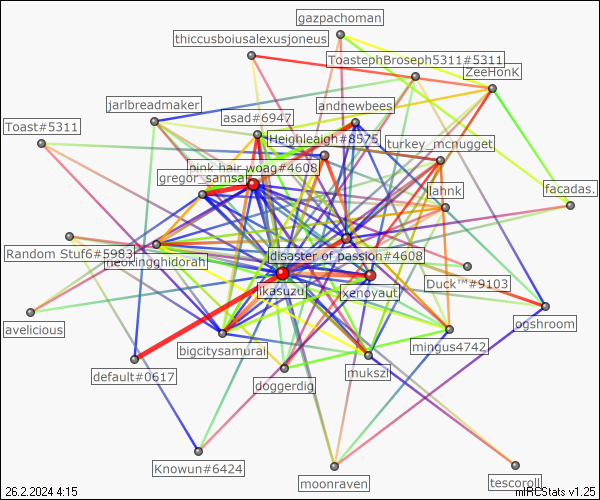 gazpachoman
thiccusboiusalexusjoneus
ToastephBroseph5311#5311
ZeeHonK
jarlbreadmaker
andnewbees
asad#6947
Toast#5311
Heighleaigh#8575
turkey_mcnugget
pink hair woag#4608
gregor_samsa
lahnk
facadas.
Random Stuf6#5983
neokingghidorah
disaster of passion#4608
Duck™#9103
ikasuzu
xenoyaut
avelicious
ogshroom
bigcitysamurai
mingus4742
default#0617
doggerdig
mukszi
Knowun#6424
moonraven
tescoroll
26.2.2024 4:15
mIRCStats v1.25